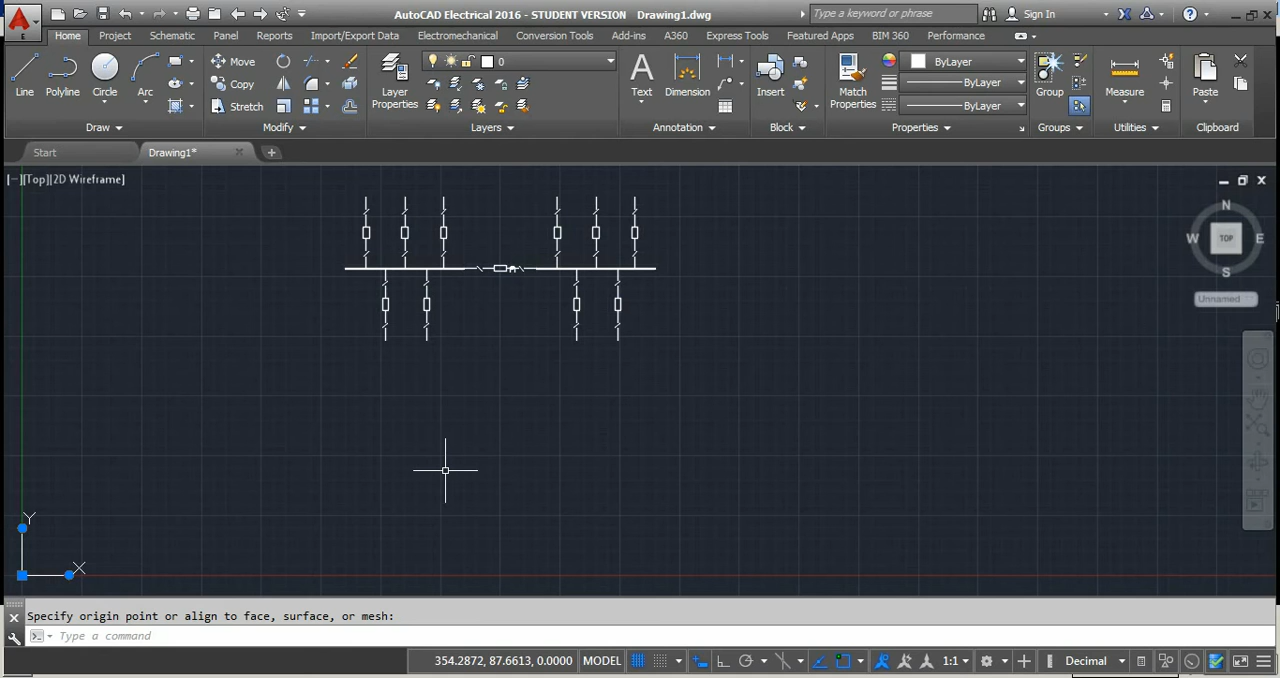 AutoCAD Electrical 2016 - STUDENT VERSION Drawing1.dwg
Type a keyword or phrase
Sign In
Home Project Schematic Panel Reports Import/Export Data Electromechanical Conversion Tools Add-ins A360 Express Tools Featured Apps BIM 360 Performance
Line Polyline Circle Arc
Move
Copy
Stretch
Layer Properties
0
Text Dimension
Insert
Match Properties
ByLayer
ByLayer
ByLayer
Group
Measure
Paste
Draw Modify Layers Annotation Block Properties Groups Utilities Clipboard
Start Drawing1*
[−][Top][2D Wireframe]
N
W TOP E
S
Unnamed
Y
X
Specify origin point or align to face, surface, or mesh:
Type a command
354.2872, 87.6613, 0.0000 MODEL 1:1 Decimal